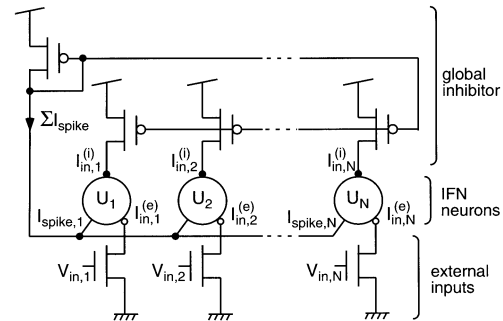 global
inhibitor
ΣI_spike
I_in,1^(i) I_in,2^(i) I_in,N^(i)
U_1 U_2 U_N
IFN
neurons
I_spike,1 I_in,1^(e) I_in,2^(e) I_spike,N I_in,N^(e)
V_in,1 V_in,2 V_in,N
external
inputs